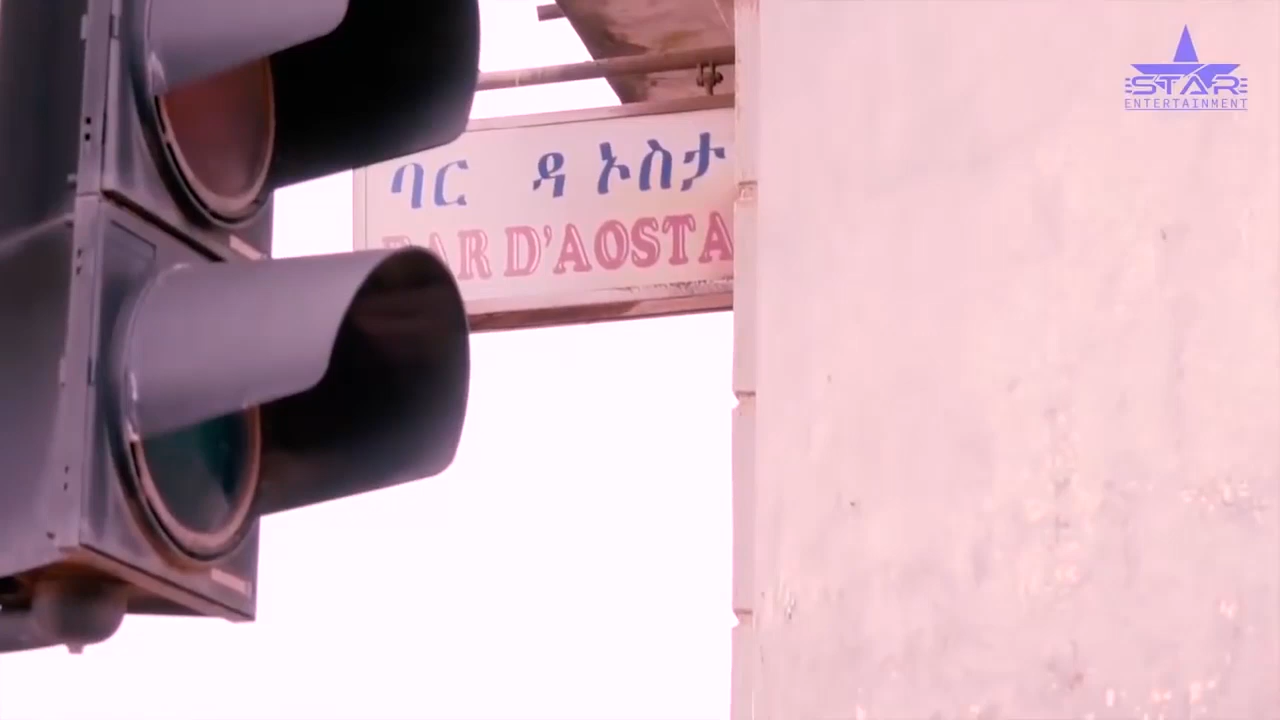 STAR
ENTERTAINMENT
ባር ዳ ኦስታ
BAR D'AOSTA